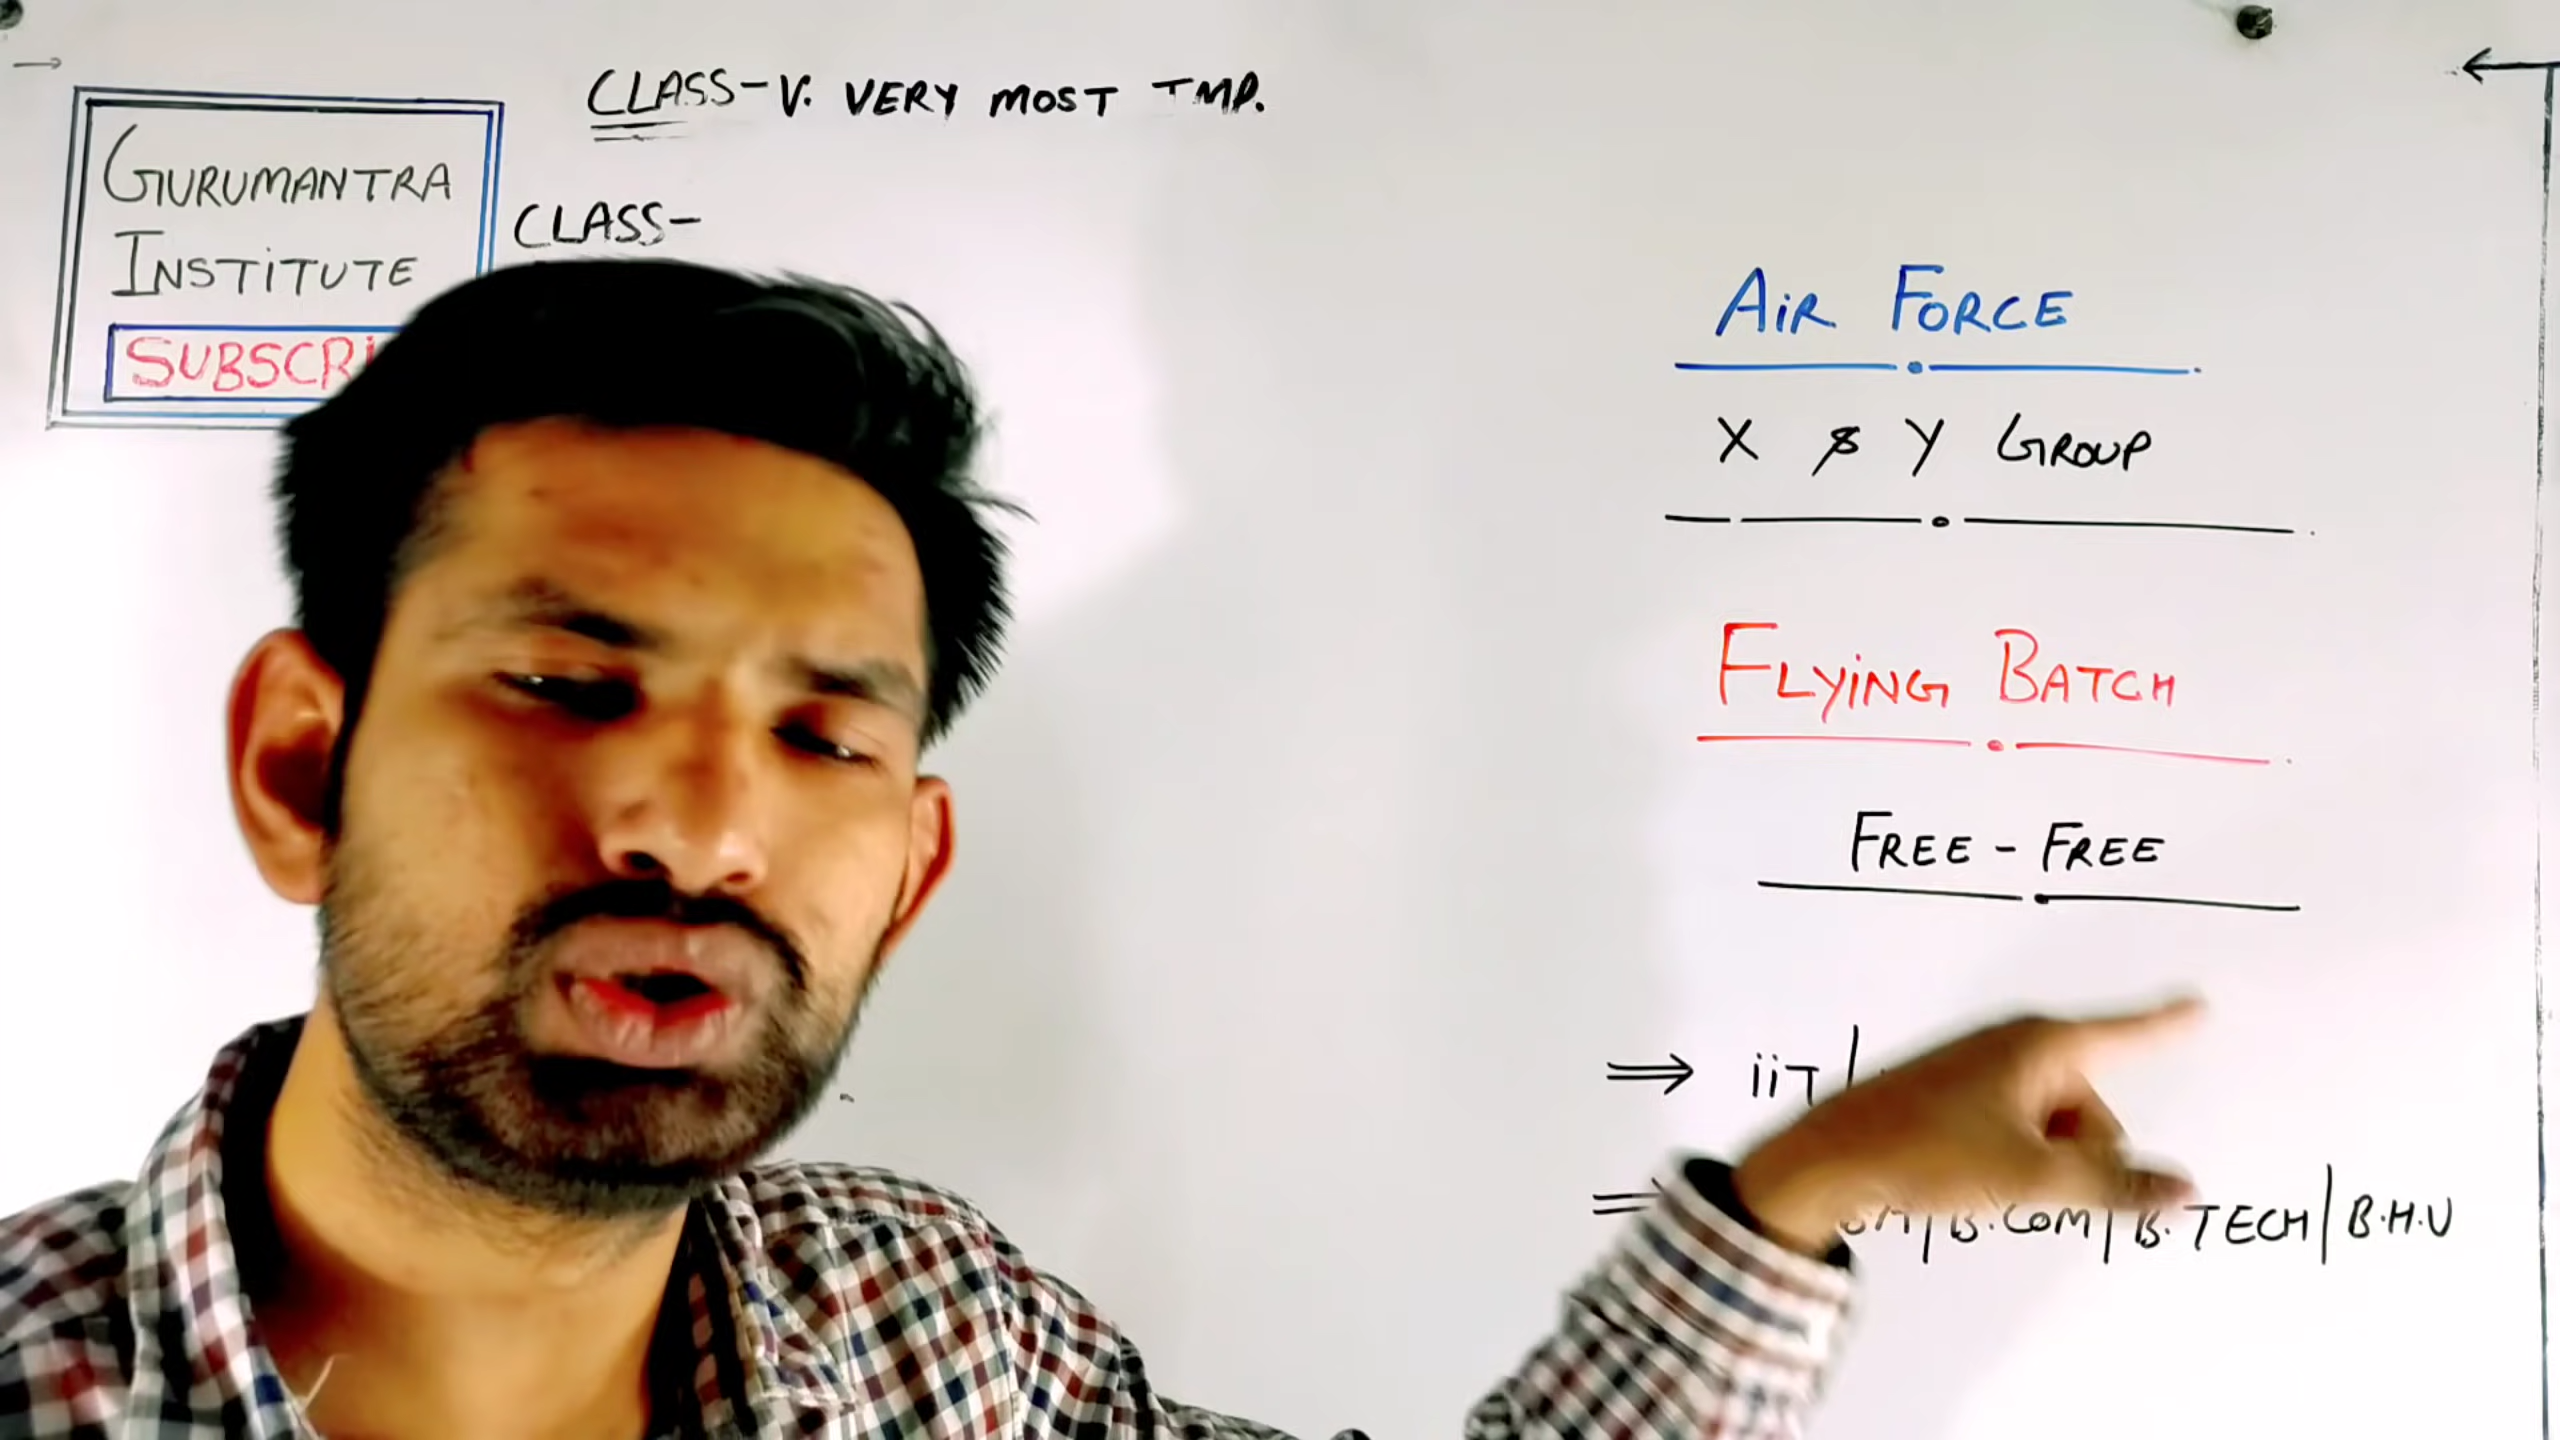 CLASS-V. VERY MOST IMP.
GURUMANTRA
INSTITUTE
CLASS-
SUBSCRI
AIR FORCE
X & Y GROUP
FLYING BATCH
FREE - FREE
⇒ iiT/
B.COM/B.TECH/B.H.U